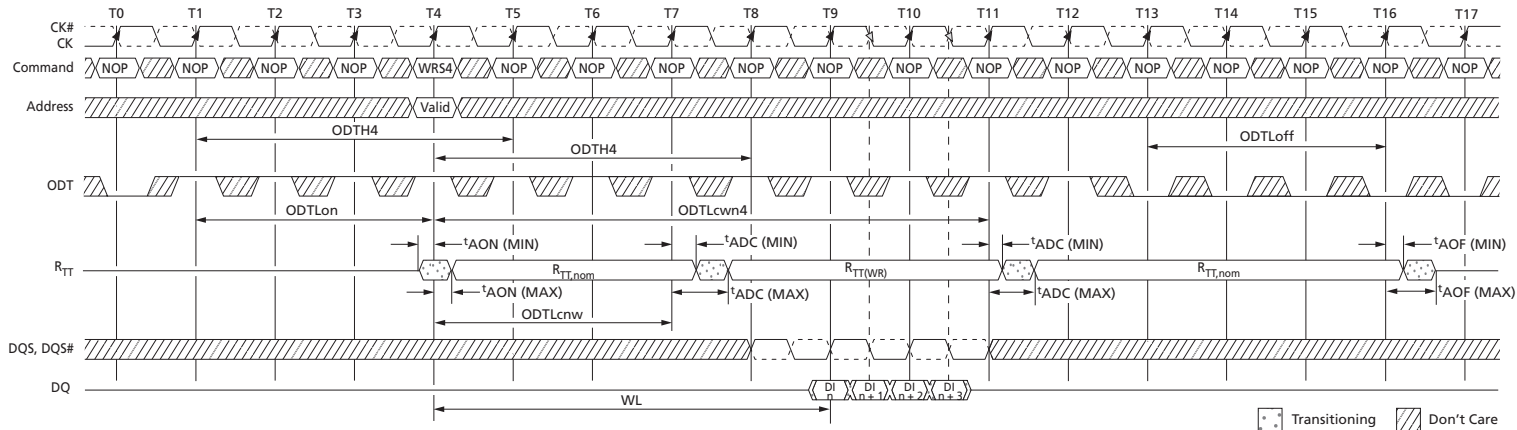 T0 T1 T2 T3 T4 T5 T6 T7 T8 T9 T10 T11 T12 T13 T14 T15 T16 T17
CK#
CK
Command NOP NOP NOP NOP WRS4 NOP NOP NOP NOP NOP NOP NOP NOP NOP NOP NOP NOP NOP
Address Valid
ODTH4 ODTLoff
ODTH4
ODT
ODTLon ODTLcwn4
tAON (MIN) tADC (MIN) tADC (MIN) tAOF (MIN)
RTT RTT,nom RTT(WR) RTT,nom
tAON (MAX) tADC (MAX) tADC (MAX) tAOF (MAX)
ODTLcnw
DQS, DQS#
DQ DI n DI n + 1 DI n + 2 DI n + 3
WL
Transitioning Don't Care